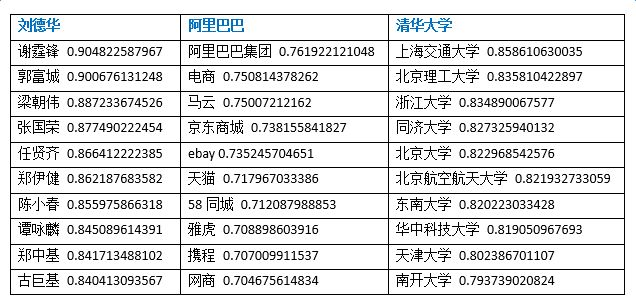 刘德华 阿里巴巴 清华大学
谢霆锋 0.904822587967 阿里巴巴集团 0.761922121048 上海交通大学 0.858610630035
郭富城 0.900676131248 电商 0.750814378262 北京理工大学 0.835810422897
梁朝伟 0.887233674526 马云 0.75007212162 浙江大学 0.834890067577
张国荣 0.877490222454 京东商城 0.738155841827 同济大学 0.827325940132
任贤齐 0.866412222385 ebay 0.735245704651 北京大学 0.822968542576
郑伊健 0.862187683582 天猫 0.717967033386 北京航空航天大学 0.821932733059
陈小春 0.855975866318 58 同城 0.712087988853 东南大学 0.820223033428
谭咏麟 0.845089614391 雅虎 0.708898603916 华中科技大学 0.819050967693
郑中基 0.841713488102 携程 0.707009911537 天津大学 0.802386701107
古巨基 0.840413093567 网商 0.704675614834 南开大学 0.793739020824